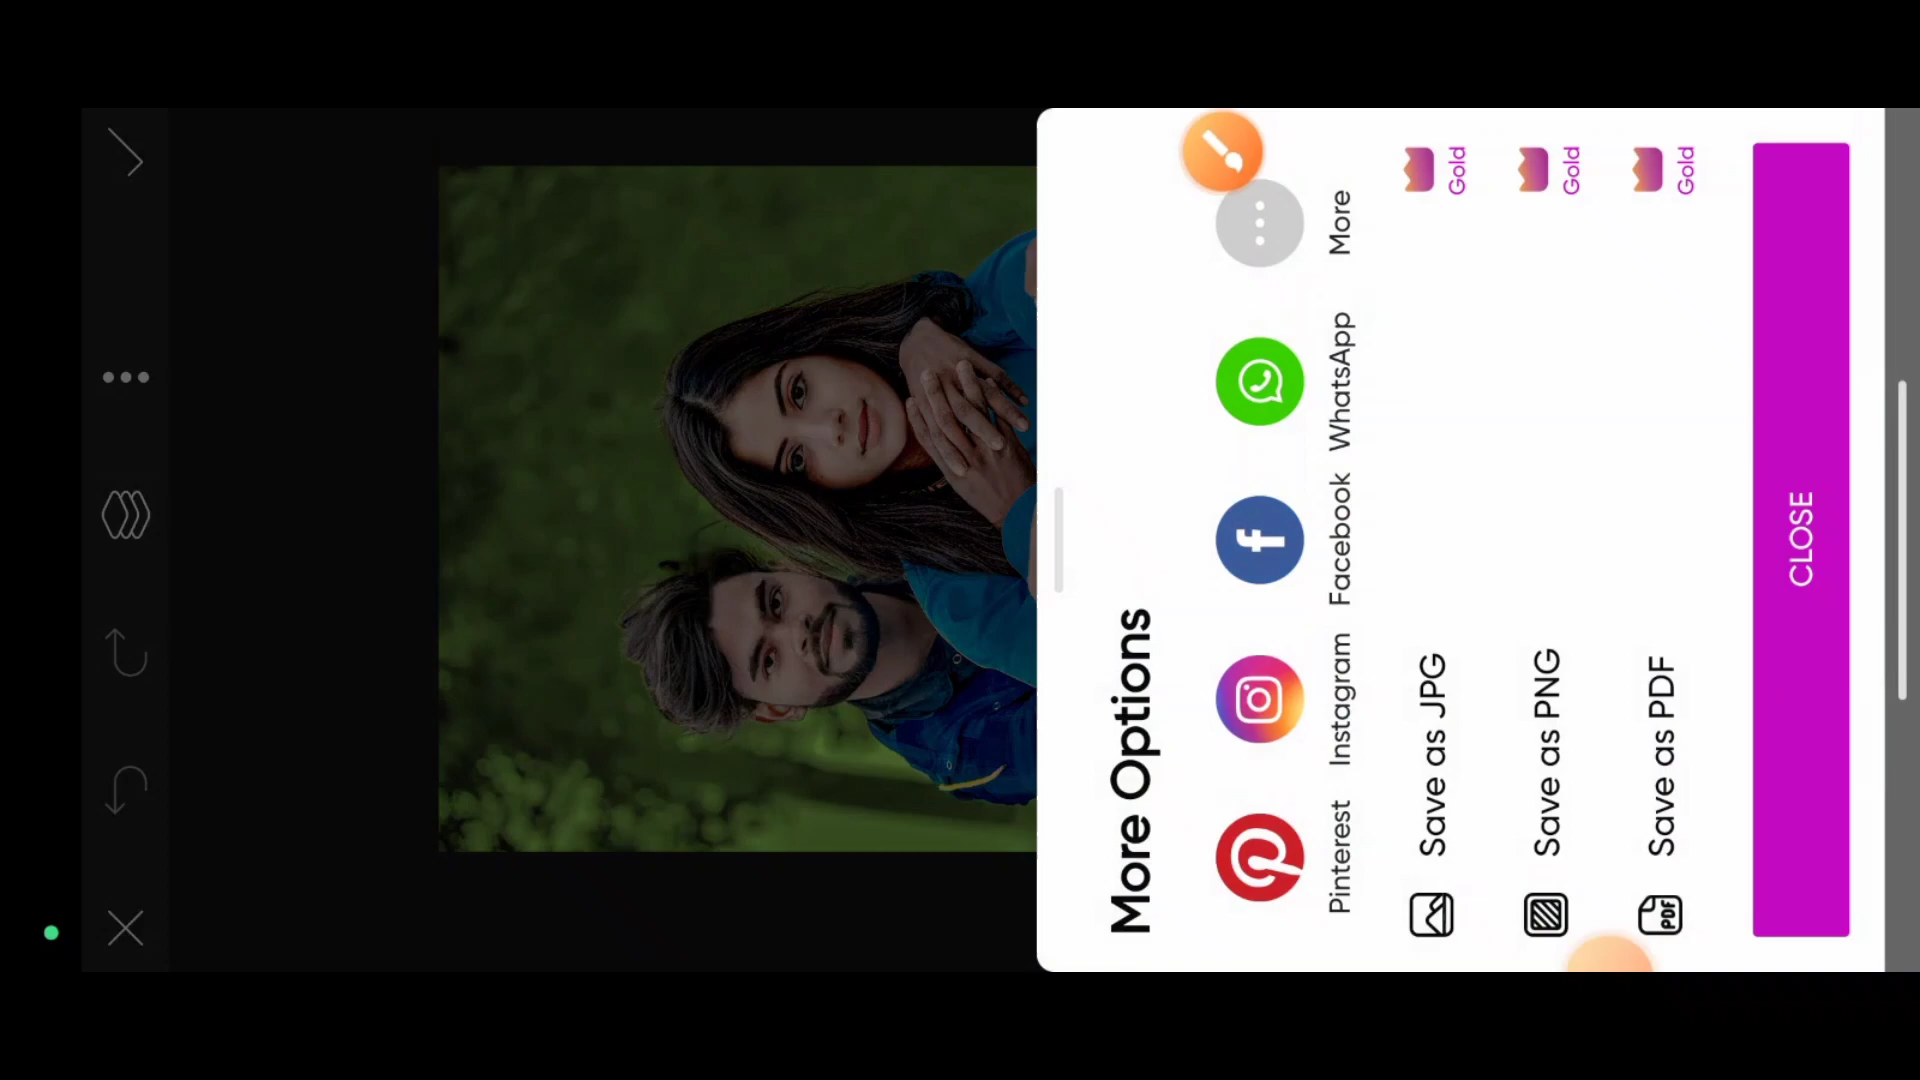 More Options
Pinterest Instagram Facebook WhatsApp More
Save as JPG Gold
Save as PNG Gold
PDF Save as PDF Gold
CLOSE